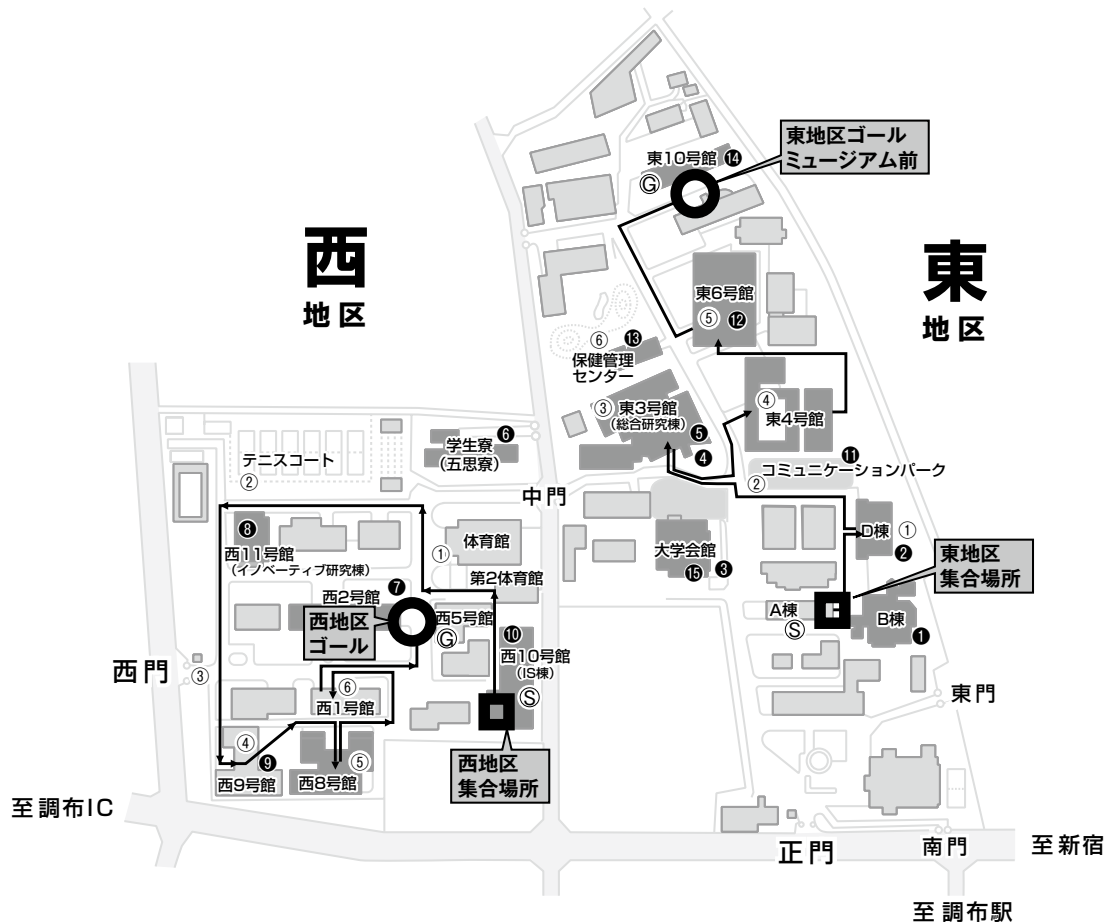 西
地区
東
地区
東地区ゴール
ミュージアム前
東10号館 ⓮
Ⓖ
東6号館
⑤ ⓬
⑥ ⓭
保健管理
センター
③ 東3号館
(総合研究棟)
❺
❹
④
東4号館
⓫
コミュニケーションパーク
②
D棟 ①
❷
東地区
集合場所
大学会館
⓯ ❸
A棟
Ⓢ
B棟
❶
中門
学生寮
(五思寮)
❻
テニスコート
②
❽
西11号館
(イノベーティブ研究棟)
①
体育館
第2体育館
西2号館 ❼
西地区
ゴール
西5号館
Ⓖ
❿
西10号館
(IS棟)
Ⓢ
西地区
集合場所
西門
③
⑥
西1号館
④
❾
西9号館
⑤
西8号館
至調布IC
東門
正門
南門
至新宿
至調布駅